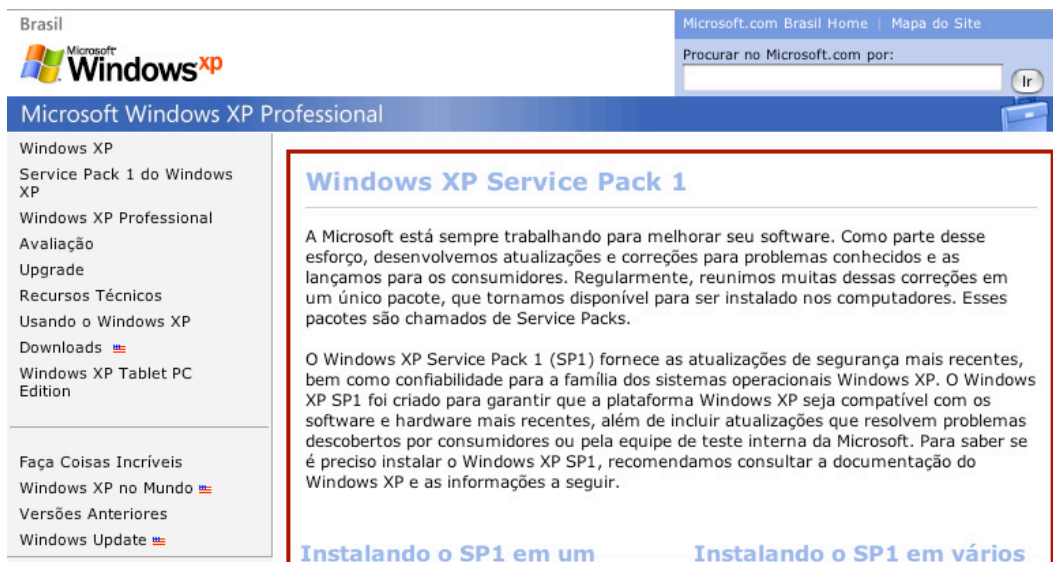 Brasil
Microsoft.com Brasil Home | Mapa do Site
Microsoft
Windows xp
Procurar no Microsoft.com por:
Ir
Microsoft Windows XP Professional
Windows XP
Service Pack 1 do Windows
XP
Windows XP Professional
Avaliação
Upgrade
Recursos Técnicos
Usando o Windows XP
Downloads
Windows XP Tablet PC
Edition
Faça Coisas Incríveis
Windows XP no Mundo
Versões Anteriores
Windows Update
Windows XP Service Pack 1
A Microsoft está sempre trabalhando para melhorar seu software. Como parte desse
esforço, desenvolvemos atualizações e correções para problemas conhecidos e as
lançamos para os consumidores. Regularmente, reunimos muitas dessas correções em
um único pacote, que tornamos disponível para ser instalado nos computadores. Esses
pacotes são chamados de Service Packs.
O Windows XP Service Pack 1 (SP1) fornece as atualizações de segurança mais recentes,
bem como confiabilidade para a família dos sistemas operacionais Windows XP. O Windows
XP SP1 foi criado para garantir que a plataforma Windows XP seja compatível com os
software e hardware mais recentes, além de incluir atualizações que resolvem problemas
descobertos por consumidores ou pela equipe de teste interna da Microsoft. Para saber se
é preciso instalar o Windows XP SP1, recomendamos consultar a documentação do
Windows XP e as informações a seguir.
Instalando o SP1 em um
Instalando o SP1 em vários